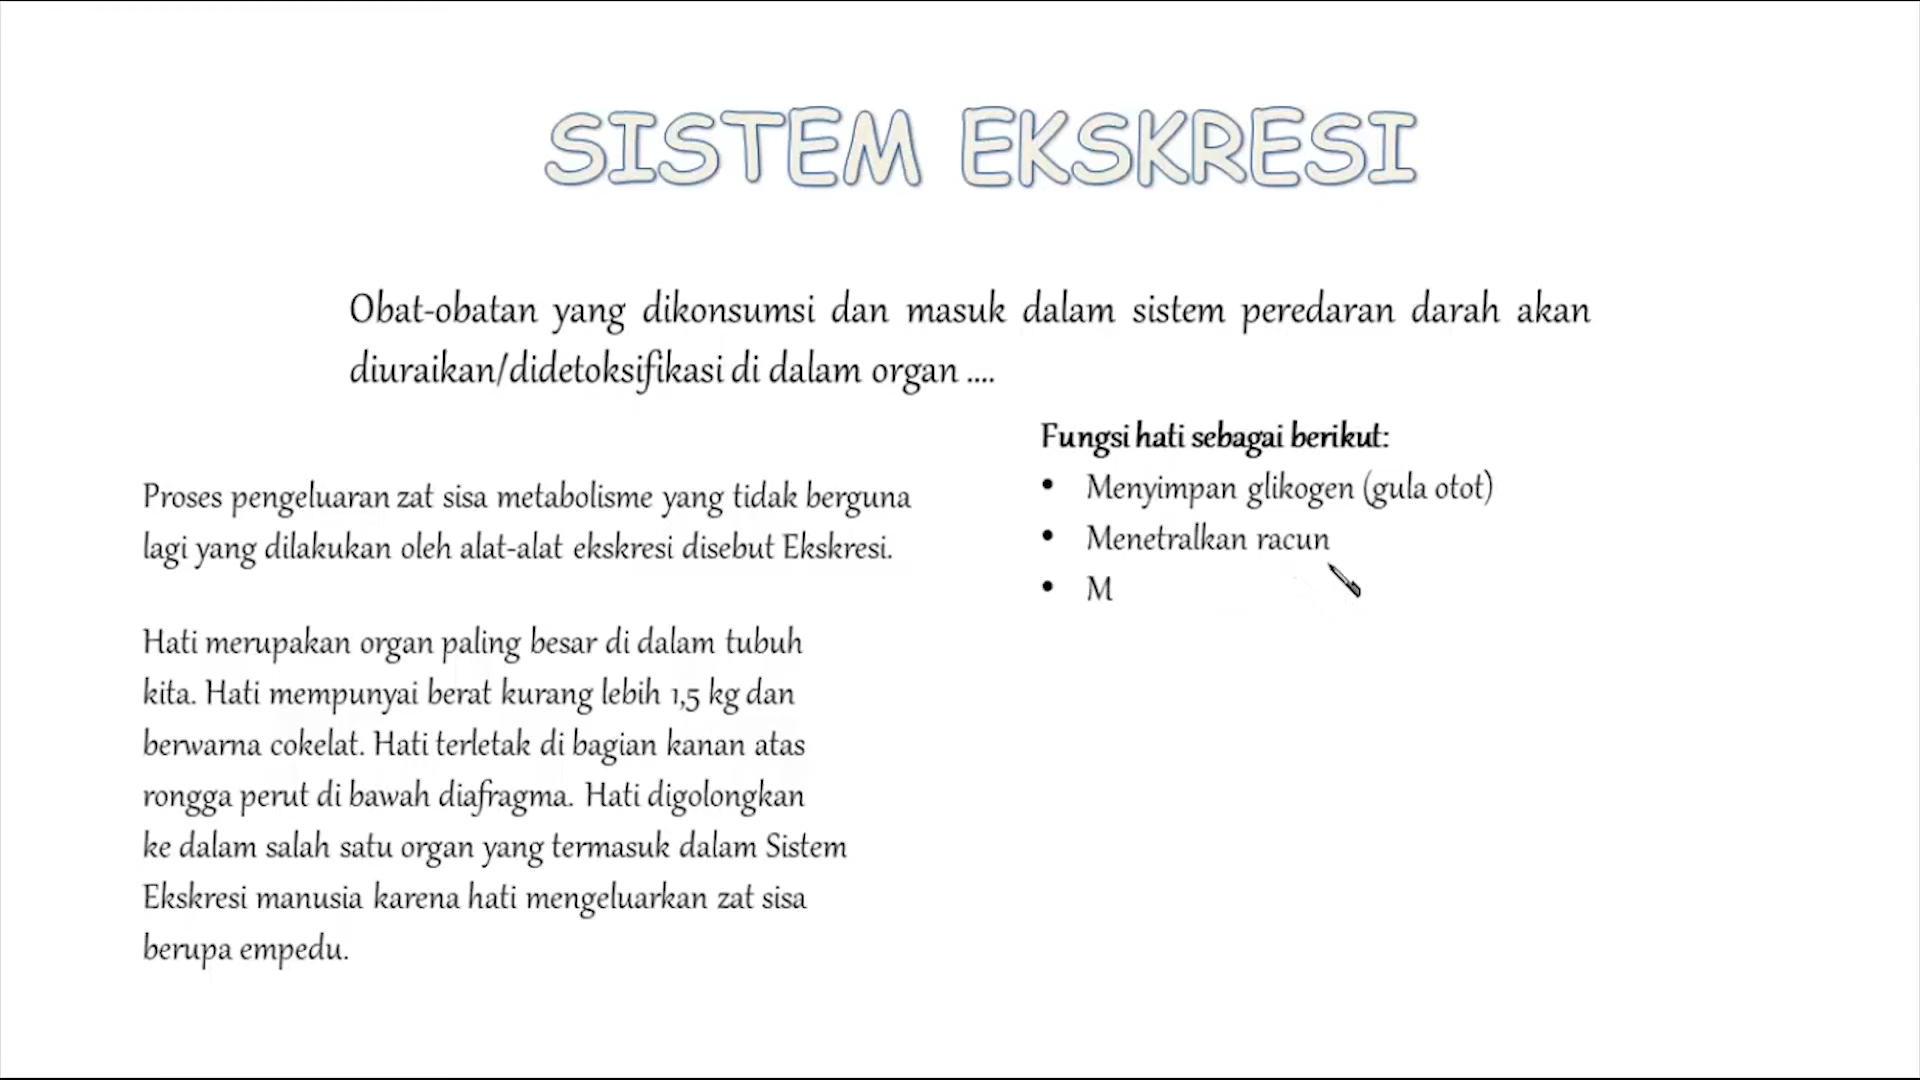 SISTEM EKSKRESI
Obat-obatan yang dikonsumsi dan masuk dalam sistem peredaran darah akan
diuraikan/didetoksifikasi di dalam organ ....
Proses pengeluaran zat sisa metabolisme yang tidak berguna
lagi yang dilakukan oleh alat-alat ekskresi disebut Ekskresi.
Hati merupakan organ paling besar di dalam tubuh
kita. Hati mempunyai berat kurang lebih 1,5 kg dan
berwarna cokelat. Hati terletak di bagian kanan atas
rongga perut di bawah diafragma. Hati digolongkan
ke dalam salah satu organ yang termasuk dalam Sistem
Ekskresi manusia karena hati mengeluarkan zat sisa
berupa empedu.
Fungsi hati sebagai berikut:
• Menyimpan glikogen (gula otot)
• Menetralkan racun
• M